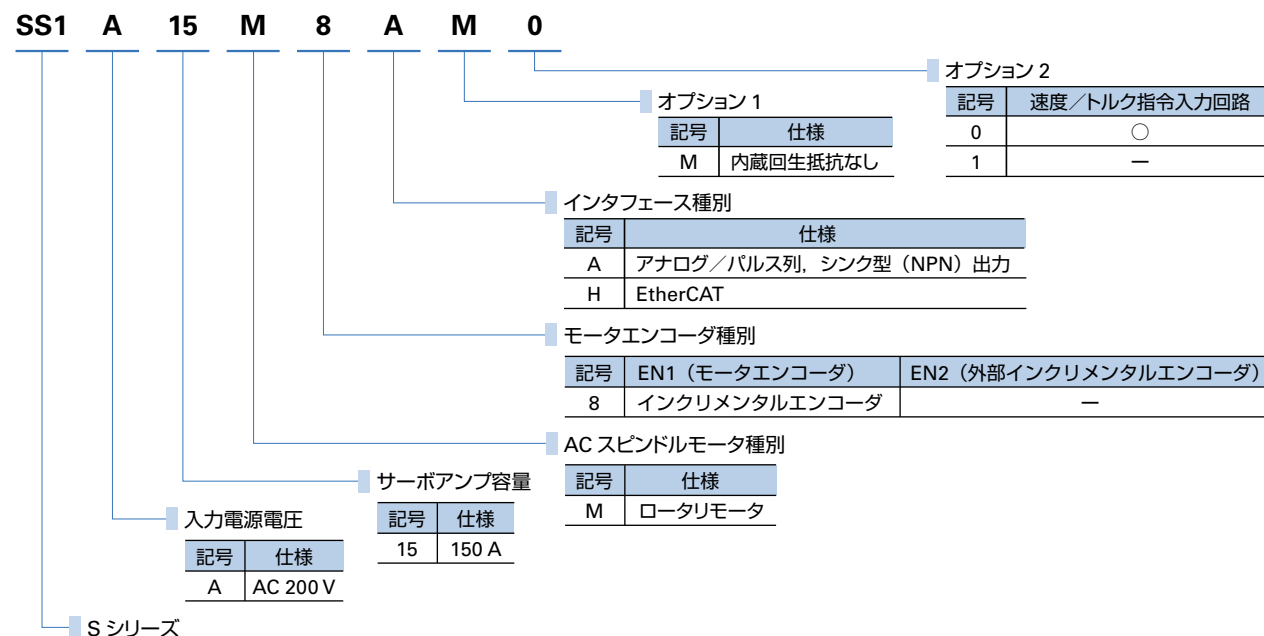 SS1 A 15 M 8 A M 0
オプション 2
記号 速度／トルク指令入力回路
0 ○
1 ー
オプション 1
記号 仕様
M 内蔵回生抵抗なし
インタフェース種別
記号 仕様
A アナログ／パルス列，シンク型（NPN）出力
H EtherCAT
モータエンコーダ種別
記号 EN1（モータエンコーダ） EN2（外部インクリメンタルエンコーダ）
8 インクリメンタルエンコーダ ー
AC スピンドルモータ種別
記号 仕様
M ロータリモータ
サーボアンプ容量
記号 仕様
15 150 A
入力電源電圧
記号 仕様
A AC 200 V
S シリーズ